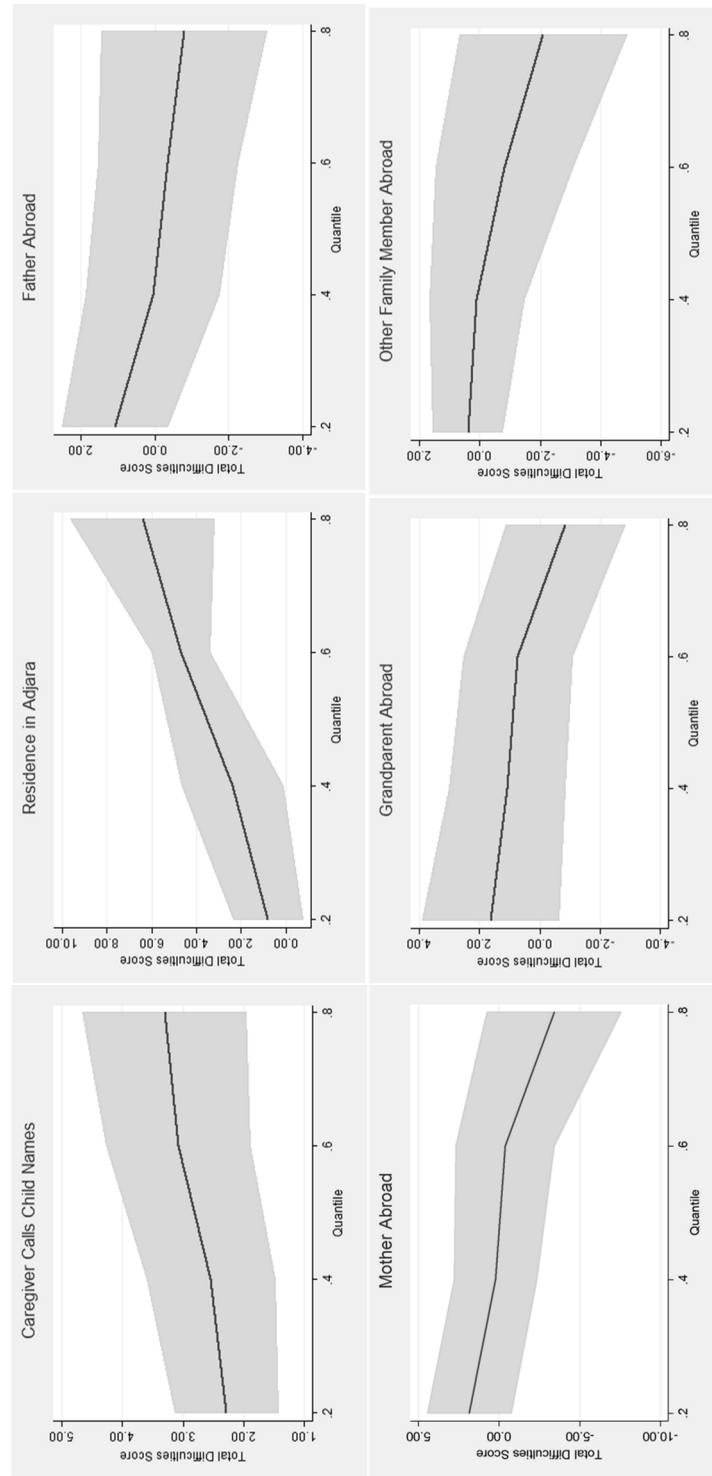 Caregiver Calls Child Names
Total Difficulties Score
5.00
4.00
3.00
2.00
1.00
.2 .4 .6 .8
Quantile
Residence in Adjara
Total Difficulties Score
10.00
8.00
6.00
4.00
2.00
0.00
.2 .4 .6 .8
Quantile
Father Abroad
Total Difficulties Score
2.00
0.00
-2.00
-4.00
.2 .4 .6 .8
Quantile
Mother Abroad
Total Difficulties Score
5.00
0.00
-5.00
-10.00
.2 .4 .6 .8
Quantile
Grandparent Abroad
Total Difficulties Score
4.00
2.00
0.00
-2.00
-4.00
.2 .4 .6 .8
Quantile
Other Family Member Abroad
Total Difficulties Score
2.00
0.00
-2.00
-4.00
-6.00
.2 .4 .6 .8
Quantile